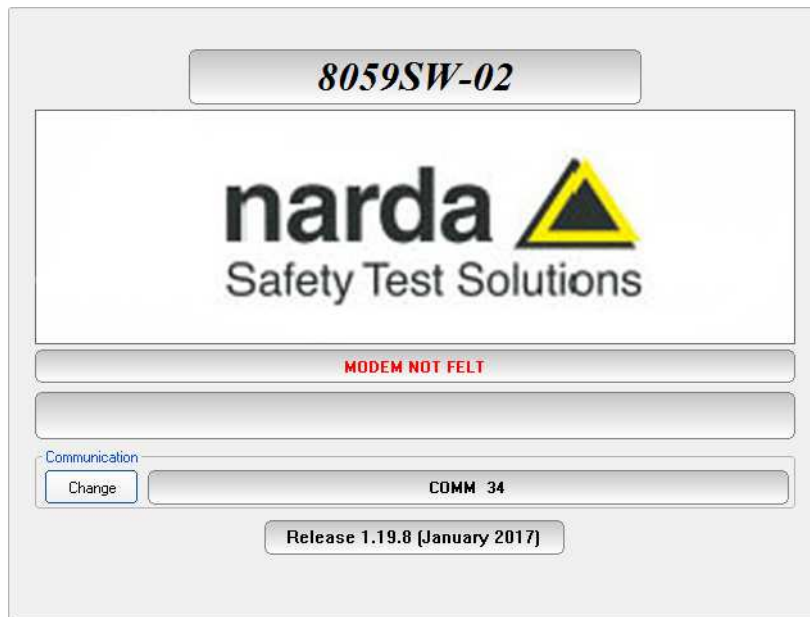 8059SW-02
narda
Safety Test Solutions
MODEM NOT FELT
Communication
Change
COMM 34
Release 1.19.8 (January 2017)